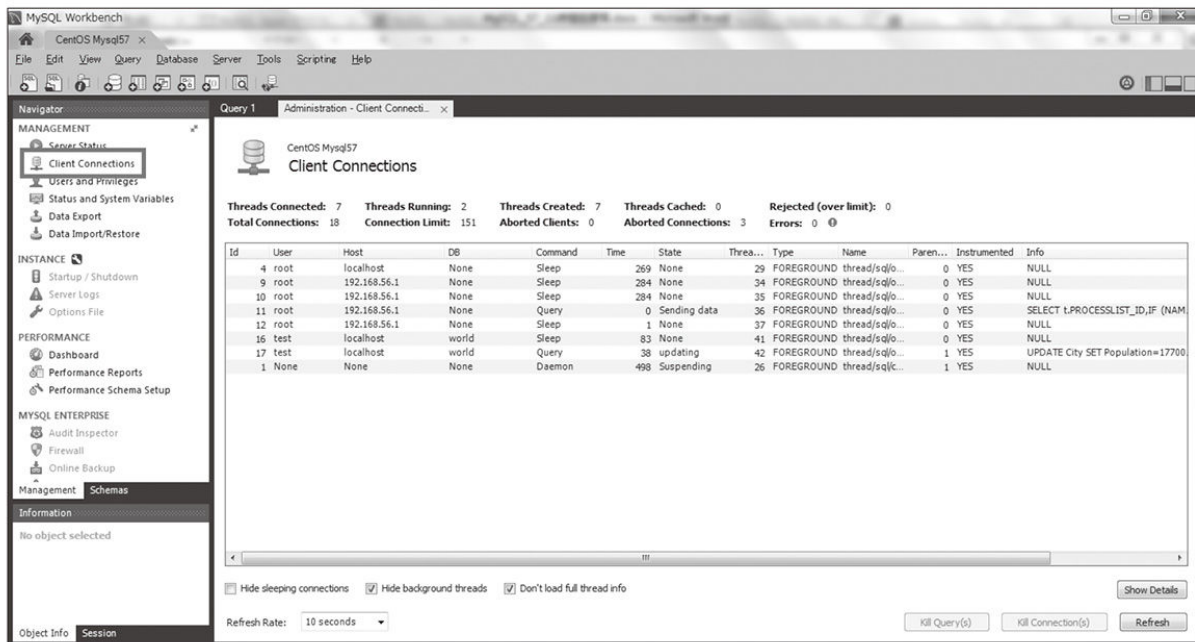 MySQL Workbench
CentOS Mysql57 ×
File Edit View Query Database Server Tools Scripting Help
Navigator
MANAGEMENT
Server Status
Client Connections
Users and Privileges
Status and System Variables
Data Export
Data Import/Restore
INSTANCE
Startup / Shutdown
Server Logs
Options File
PERFORMANCE
Dashboard
Performance Reports
Performance Schema Setup
MYSQL ENTERPRISE
Audit Inspector
Firewall
Online Backup
Management Schemas
Information
No object selected
Object Info Session
Query 1 Administration - Client Connecti... ×
CentOS Mysql57
Client Connections
Threads Connected: 7 Threads Running: 2 Threads Created: 7 Threads Cached: 0 Rejected (over limit): 0
Total Connections: 18 Connection Limit: 151 Aborted Clients: 0 Aborted Connections: 3 Errors: 0
Id User Host DB Command Time State Threa... Type Name Paren... Instrumented Info
4 root localhost None Sleep 269 None 29 FOREGROUND thread/sql/o... 0 YES NULL
9 root 192.168.56.1 None Sleep 284 None 34 FOREGROUND thread/sql/o... 0 YES NULL
10 root 192.168.56.1 None Sleep 284 None 35 FOREGROUND thread/sql/o... 0 YES NULL
11 root 192.168.56.1 None Query 0 Sending data 36 FOREGROUND thread/sql/o... 0 YES SELECT t.PROCESSLIST_ID,IF (NAM.
12 root 192.168.56.1 None Sleep 1 None 37 FOREGROUND thread/sql/o... 0 YES NULL
16 test localhost world Sleep 83 None 41 FOREGROUND thread/sql/o... 0 YES NULL
17 test localhost world Query 38 updating 42 FOREGROUND thread/sql/o... 1 YES UPDATE City SET Population=17700.
1 None None None Daemon 498 Suspending 26 FOREGROUND thread/sql/c... 1 YES NULL
Hide sleeping connections Hide background threads Don't load full thread info Show Details
Refresh Rate: 10 seconds Kill Query(s) Kill Connection(s) Refresh